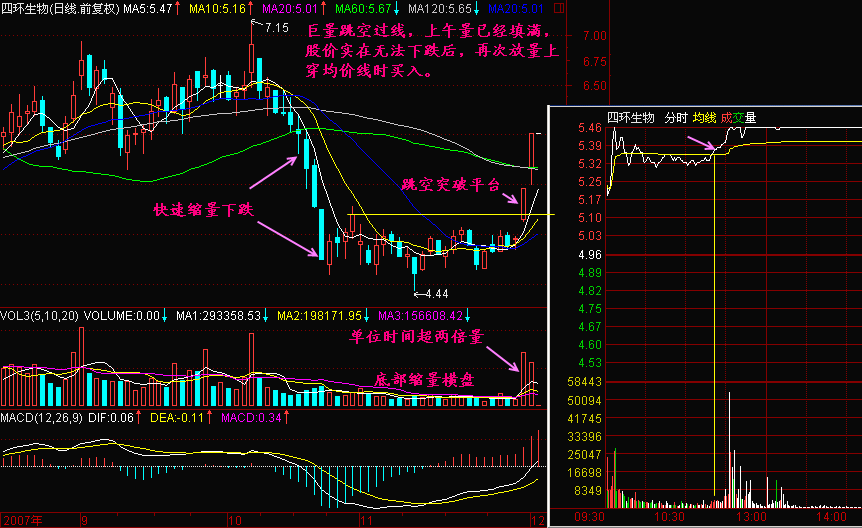 四环生物(日线.前复权) MA5:5.47↑ MA10:5.16↑ MA20:5.01↑ MA60:5.67↓ MA120:5.65↓ MA20:5.01
7.15
巨量跳空过线，上午量已经填满，
股价实在无法下跌后，再次放量上
穿均价线时买入。
7.00
6.75
6.50
跳空突破平台
快速缩量下跌
4.44
VOL3(5,10,20) VOLUME:0.00↓ MA1:293358.53↓ MA2:198171.95↓ MA3:156608.42↓
单位时间超两倍量
底部缩量横盘
MACD(12,26,9) DIF:0.06↑ DEA:-0.11↑ MACD:0.34↑
2007年 9 10 11 12
四环生物 分时 均线 成交量
5.46
5.39
5.32
5.25
5.17
5.10
5.03
4.96
4.89
4.82
4.75
4.67
4.60
4.53
58443
50094
41745
33396
25047
16698
8349
09:30 10:30 13:00 14:00